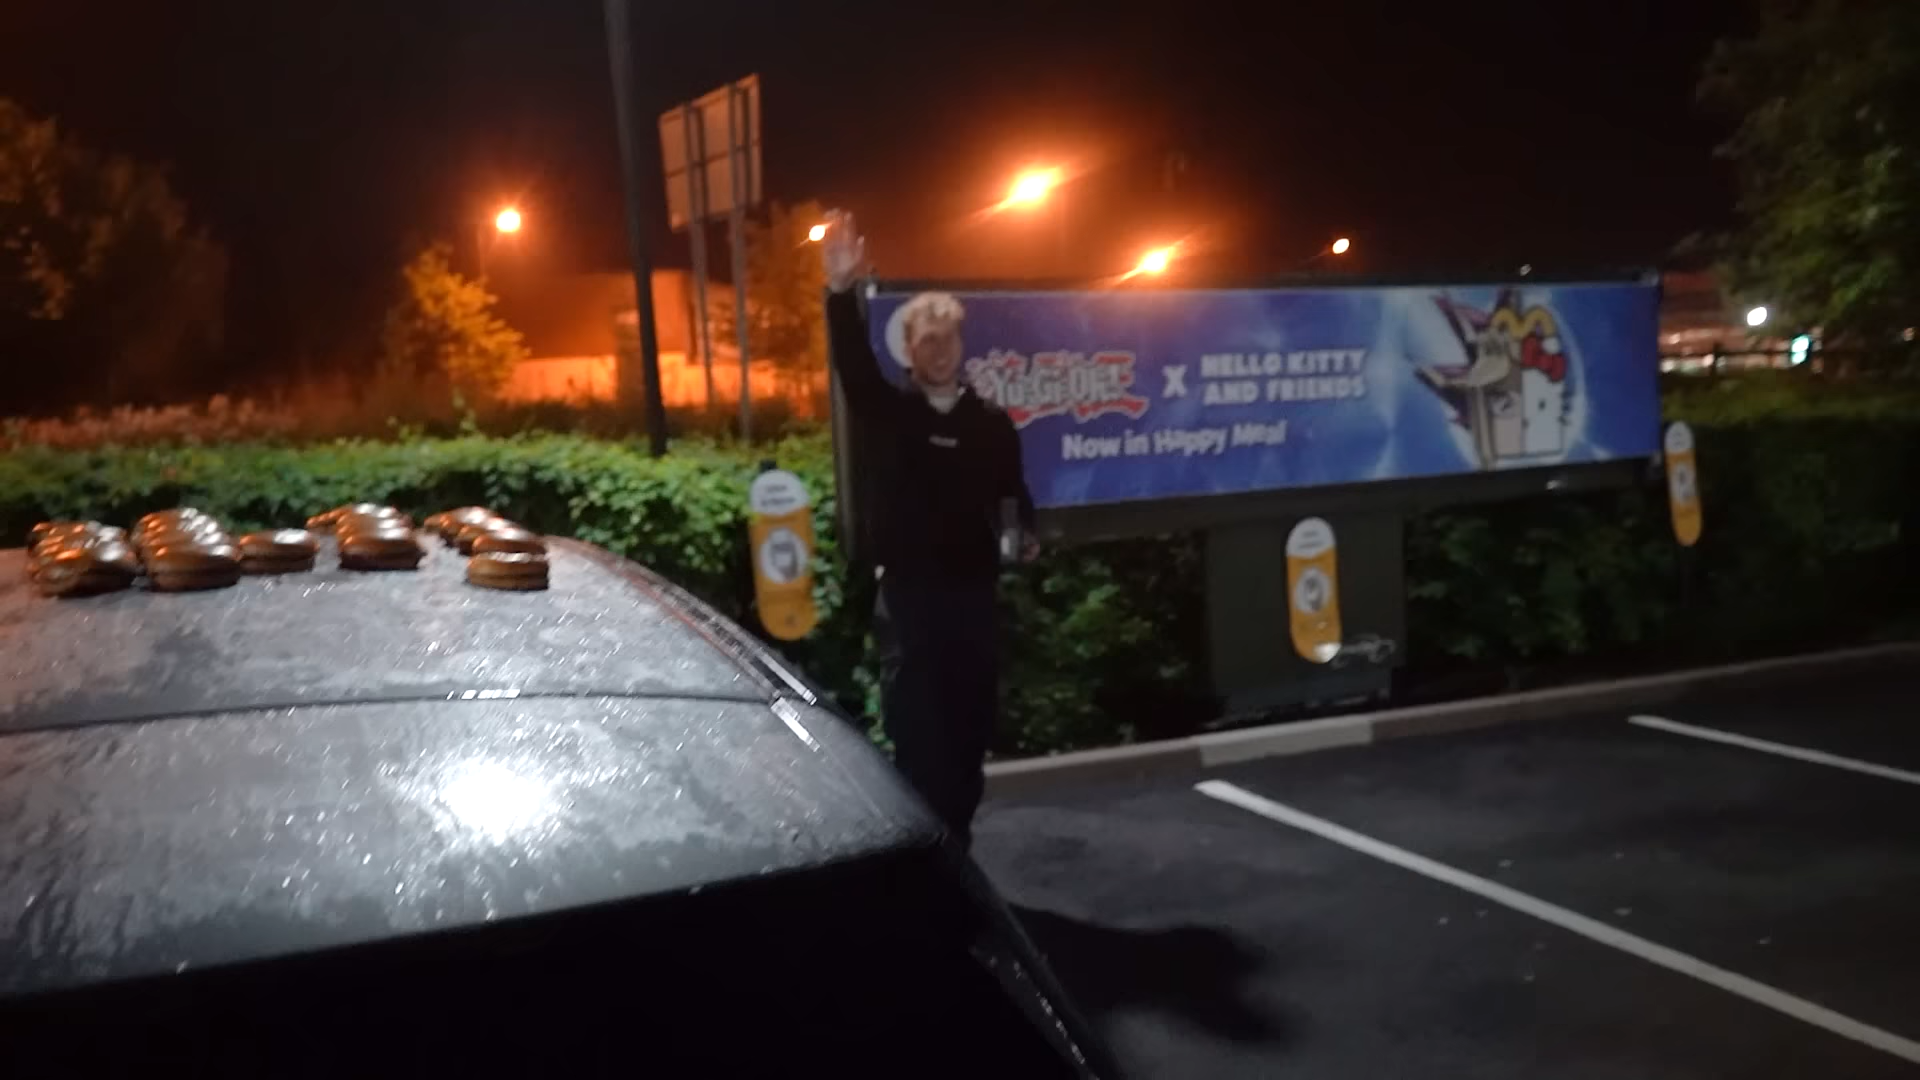 YU-GI-OH!
X
HELLO KITTY
AND FRIENDS
Now in Happy Meal